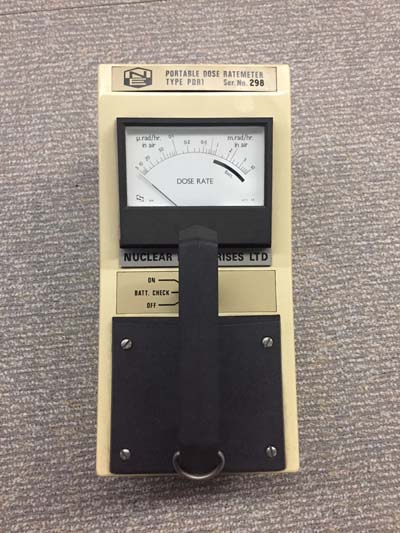 NE
PORTABLE DOSE RATEMETER
TYPE PDR1 Ser. No. 298
µ.rad/hr. in air
m.rad/hr. in air
DOSE RATE
NUCLEAR RISES LTD
ON
BATT. CHECK
OFF